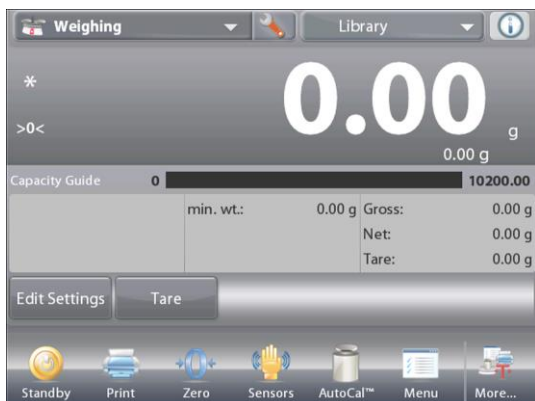 Weighing Library
*
>0<
0.00 g
0.00 g
Capacity Guide 0 10200.00
min. wt.: 0.00 g Gross: 0.00 g
Net: 0.00 g
Tare: 0.00 g
Edit Settings Tare
Standby Print Zero Sensors AutoCal™ Menu More...